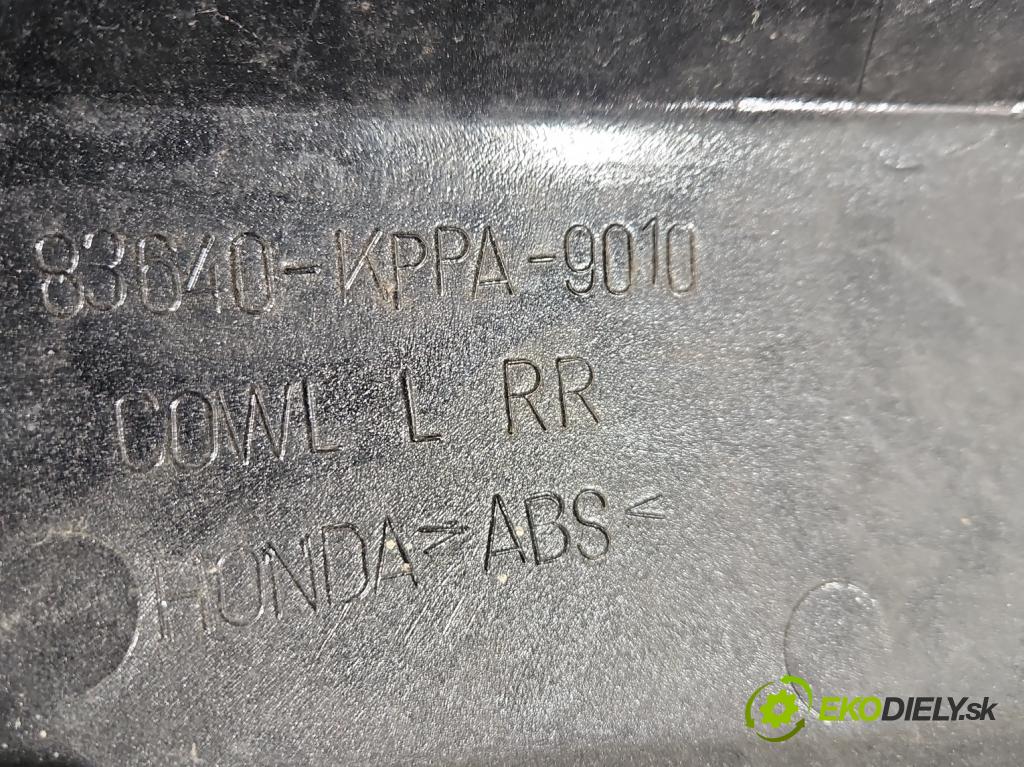 83640-KPPA-9010
COWL L RR
HONDA >ABS<
EKODIELY.sk